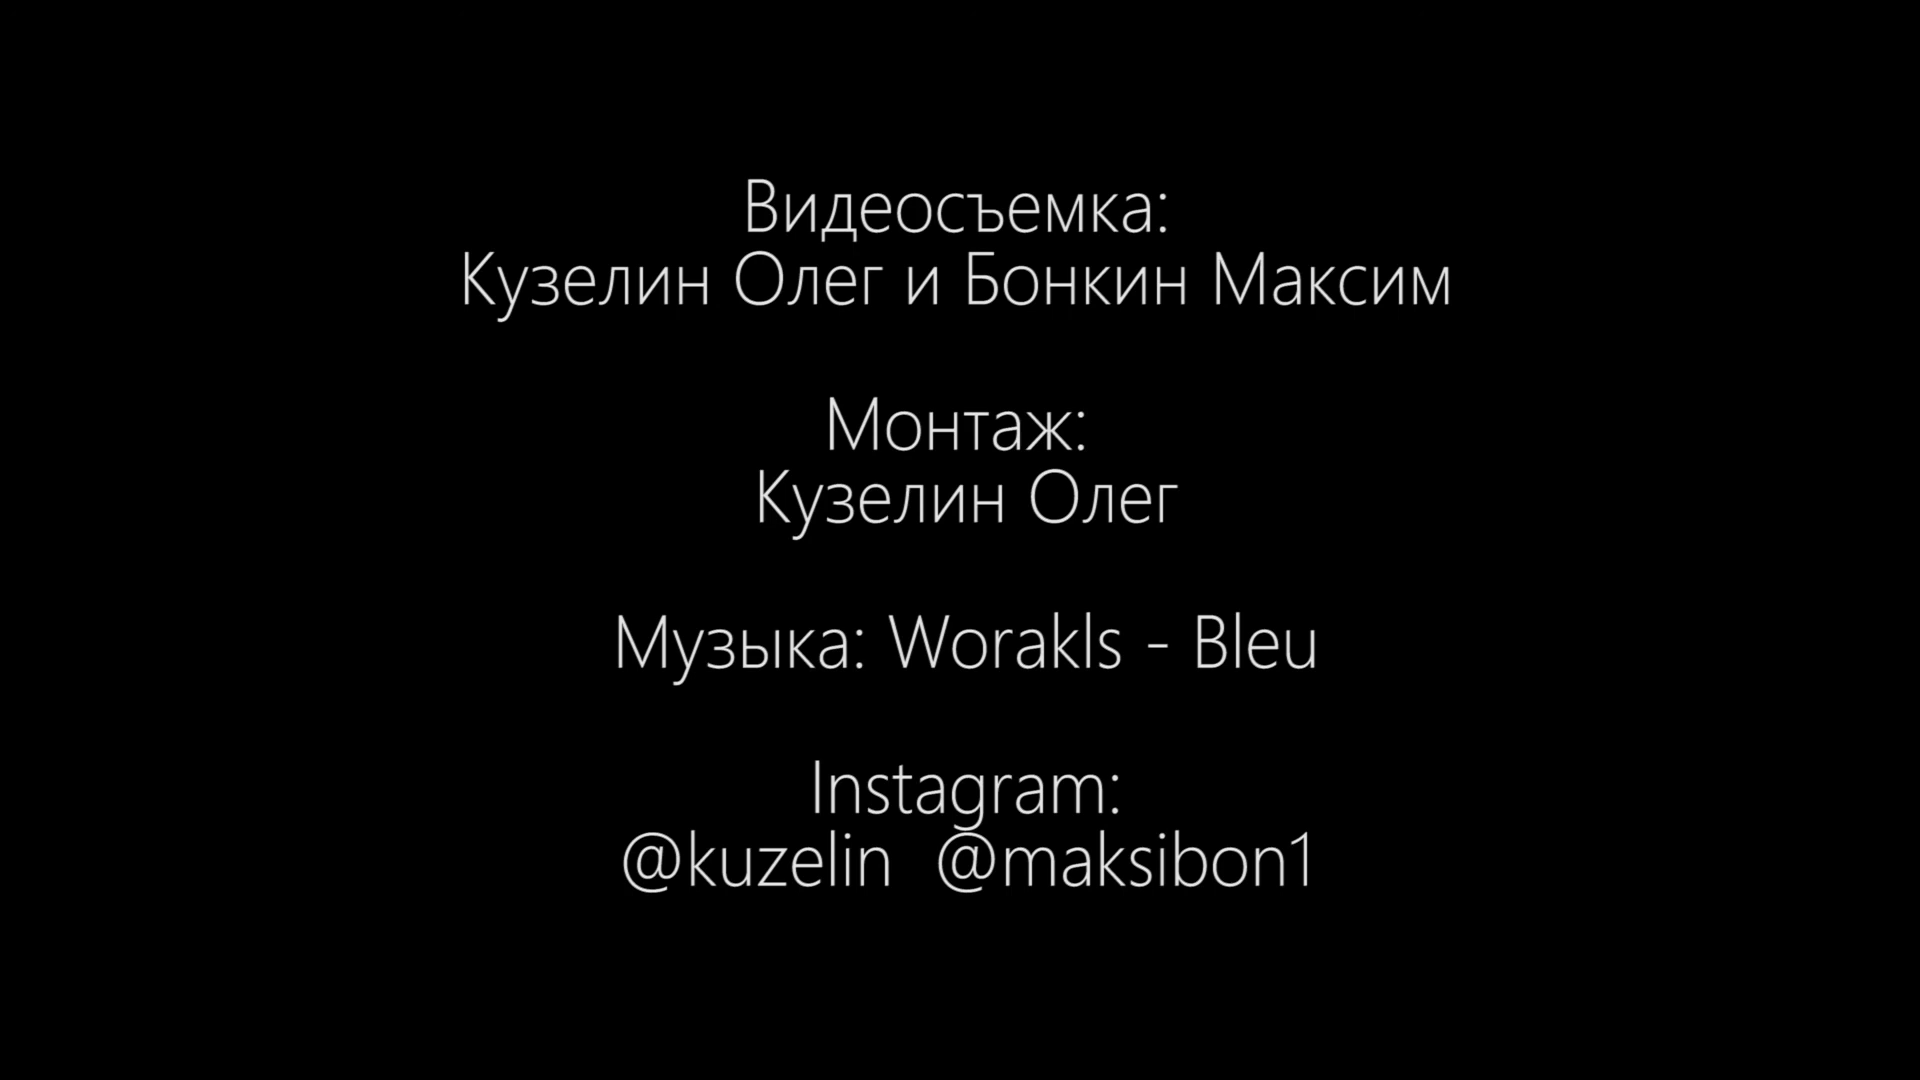 Видеосъемка:
Кузелин Олег и Бонкин Максим
Монтаж:
Кузелин Олег
Музыка: Worakls - Bleu
Instagram:
@kuzelin @maksibon1